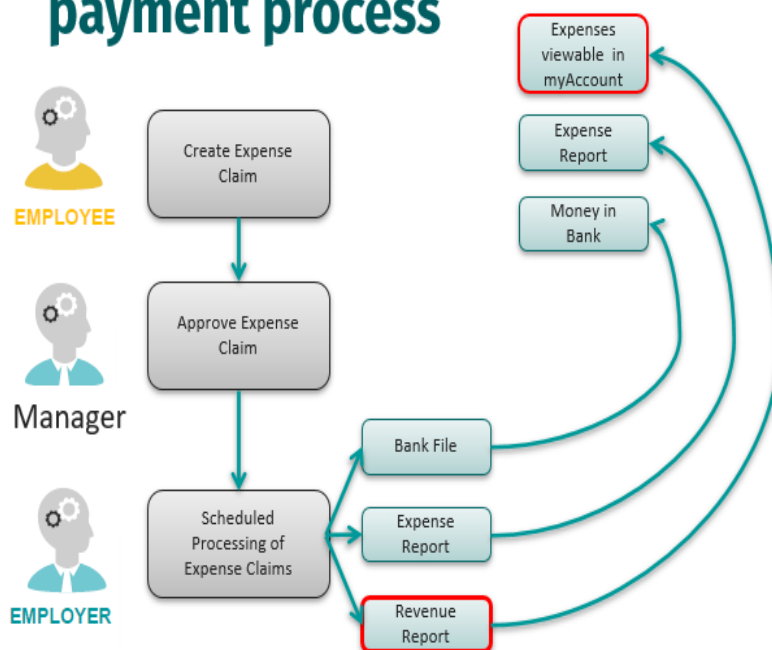 payment process
Expenses
viewable in
myAccount
EMPLOYEE
Create Expense
Claim
Expense
Report
Money in
Bank
Manager
Approve Expense
Claim
Bank File
EMPLOYER
Scheduled
Processing of
Expense Claims
Expense
Report
Revenue
Report